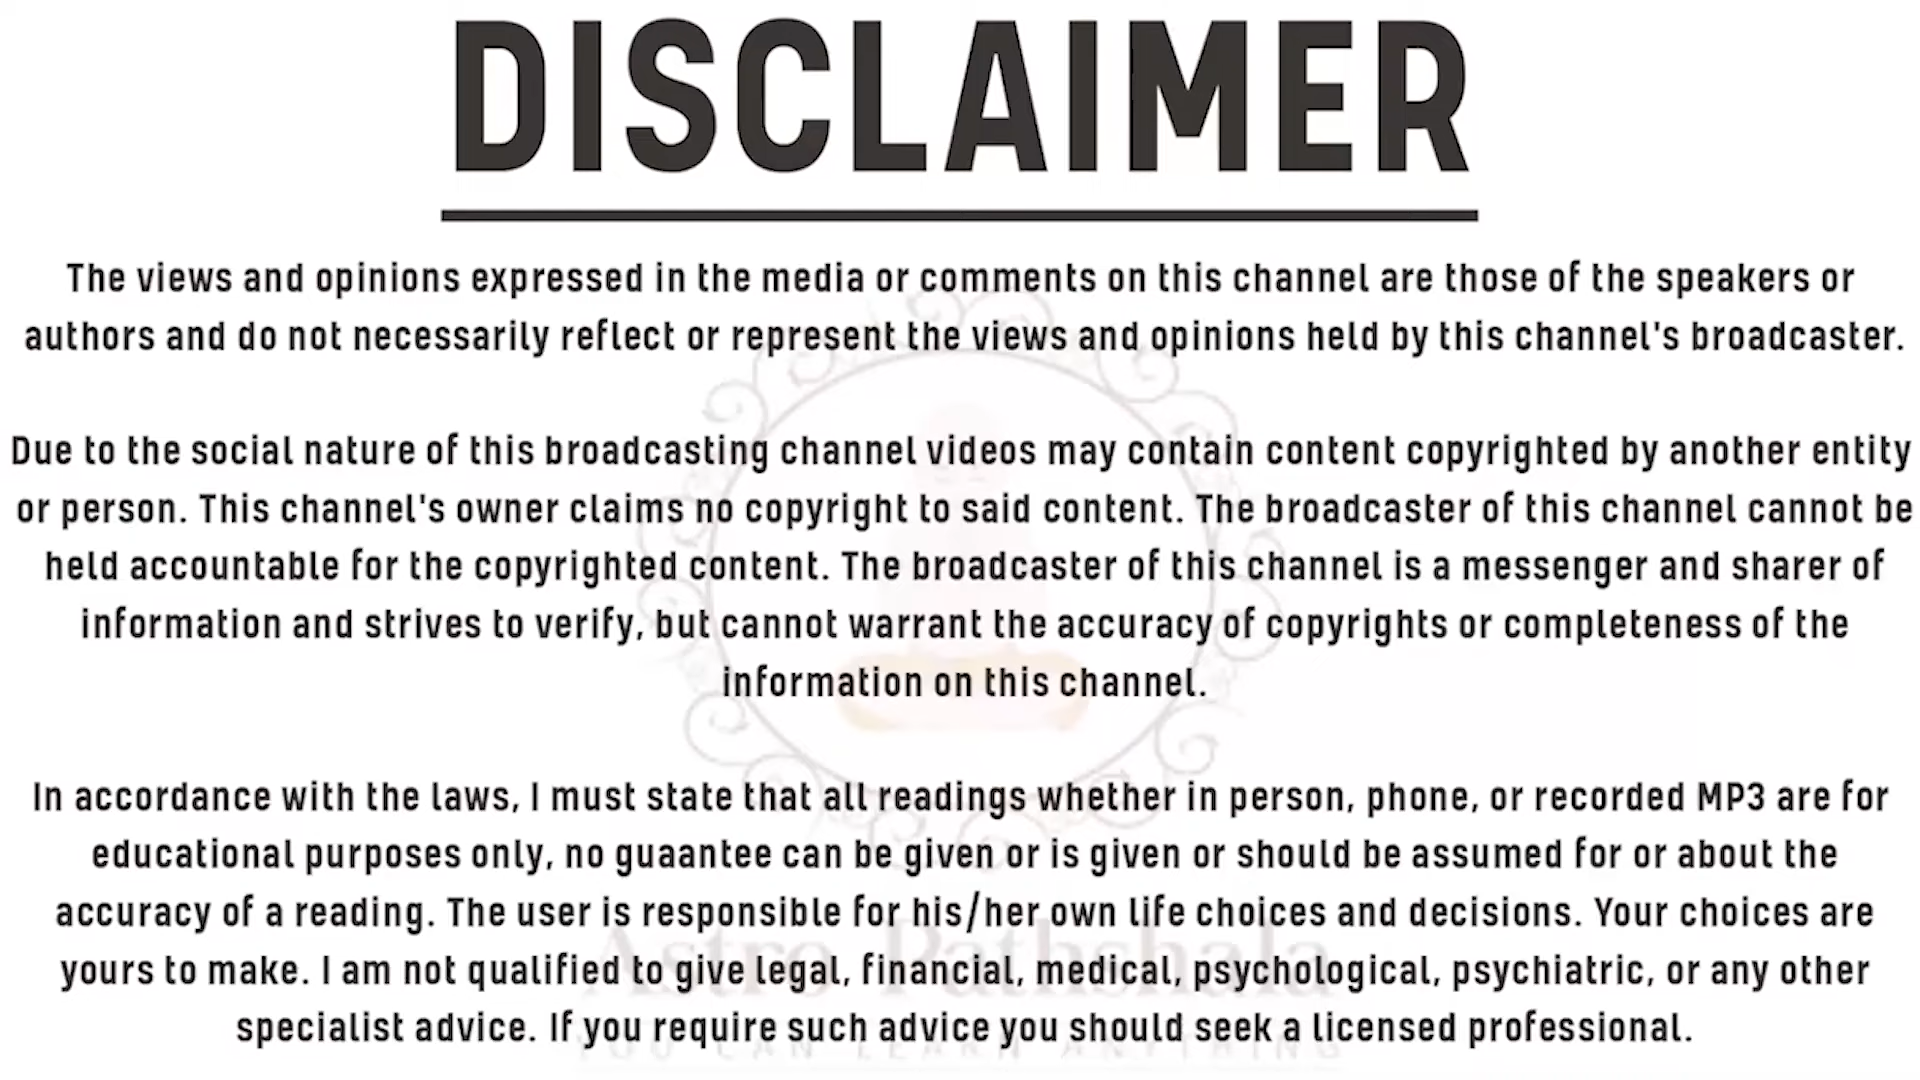 DISCLAIMER
The views and opinions expressed in the media or comments on this channel are those of the speakers or
authors and do not necessarily reflect or represent the views and opinions held by this channel's broadcaster.
Due to the social nature of this broadcasting channel videos may contain content copyrighted by another entity
or person. This channel's owner claims no copyright to said content. The broadcaster of this channel cannot be
held accountable for the copyrighted content. The broadcaster of this channel is a messenger and sharer of
information and strives to verify, but cannot warrant the accuracy of copyrights or completeness of the
information on this channel.
In accordance with the laws, I must state that all readings whether in person, phone, or recorded MP3 are for
educational purposes only, no guaantee can be given or is given or should be assumed for or about the
accuracy of a reading. The user is responsible for his/her own life choices and decisions. Your choices are
Astro Pathshala
yours to make. I am not qualified to give legal, financial, medical, psychological, psychiatric, or any other
specialist advice. If you require such advice you should seek a licensed professional.
YOU CAN LEARN ANYTHING